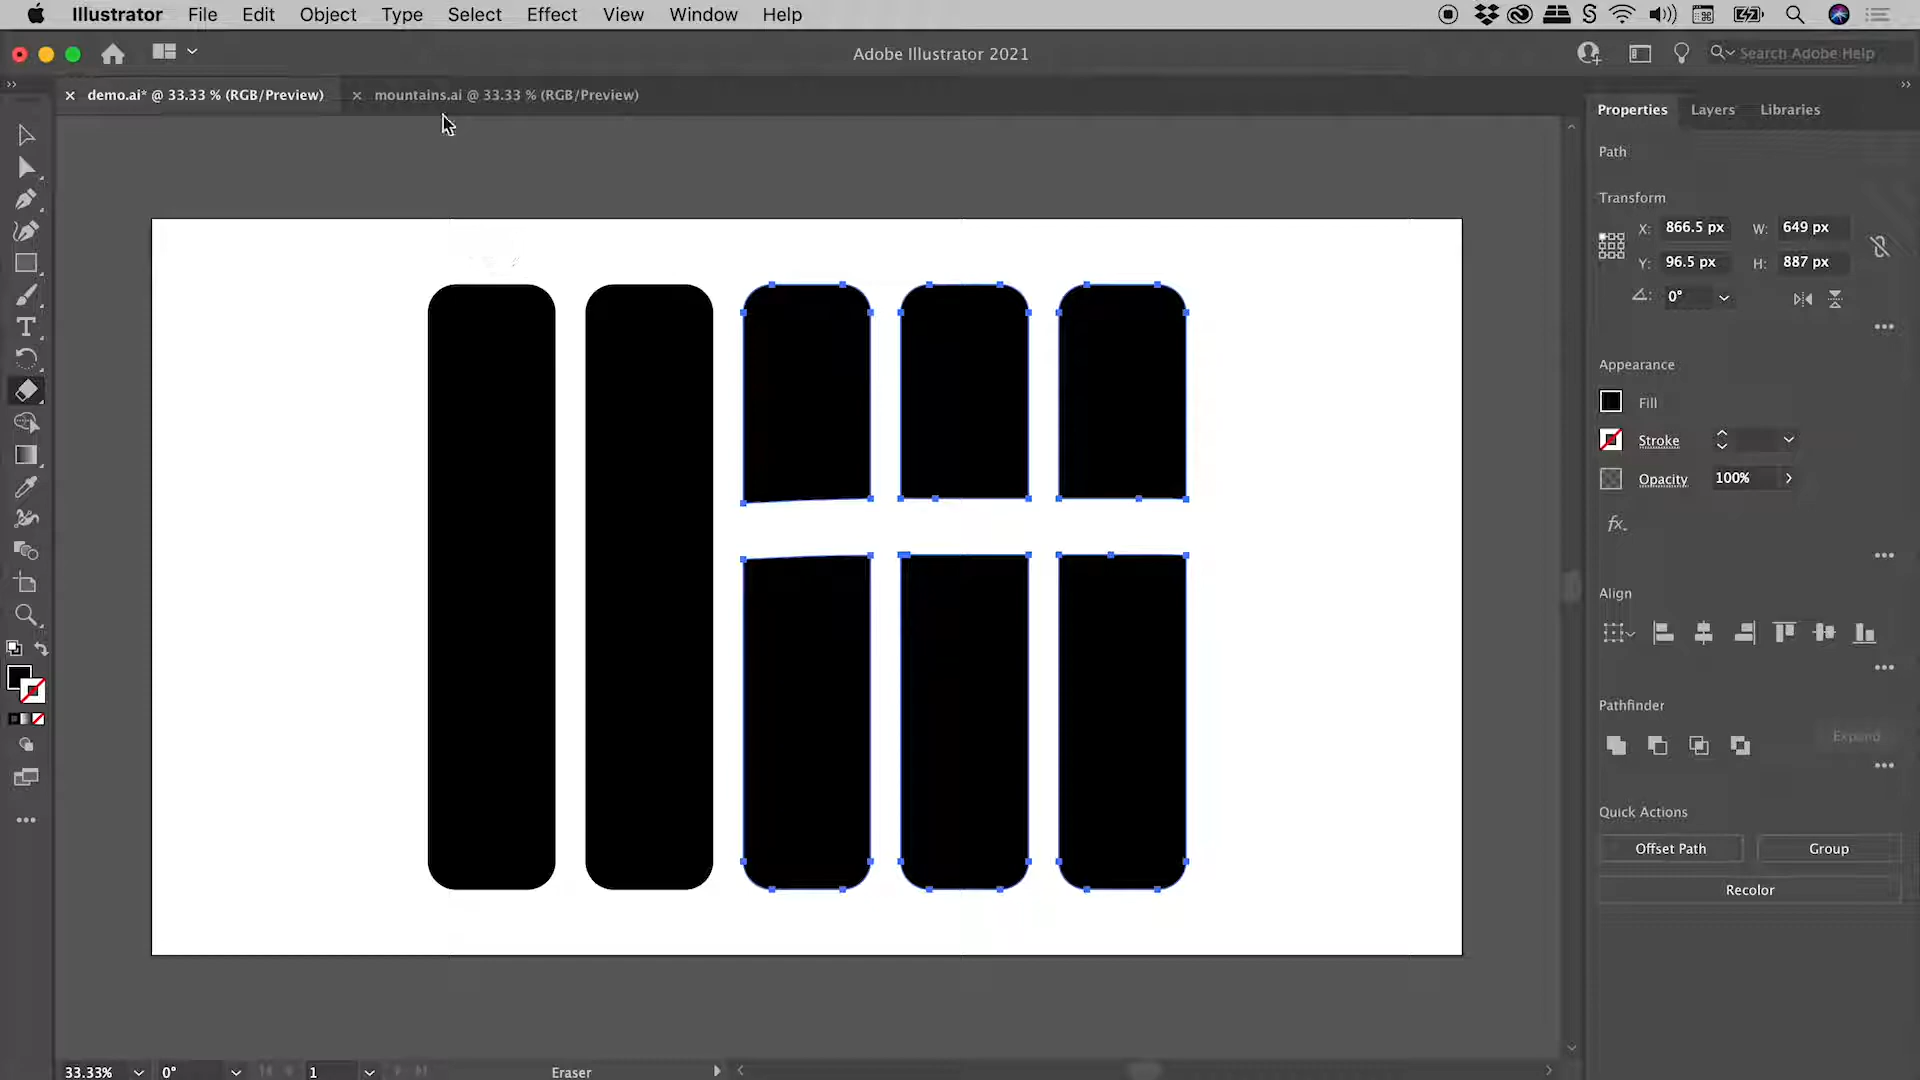 Illustrator File Edit Object Type Select Effect View Window Help
Adobe Illustrator 2021
Search Adobe Help
demo.ai* @ 33.33 % (RGB/Preview)
mountains.ai @ 33.33 % (RGB/Preview)
Properties Layers Libraries
Path
Transform
X: 866.5 px W: 649 px
Y: 96.5 px H: 887 px
0°
Appearance
Fill
Stroke
Opacity 100%
fx
Align
Pathfinder
Expand
Quick Actions
Offset Path Group
Recolor
33.33% 0° 1 Eraser